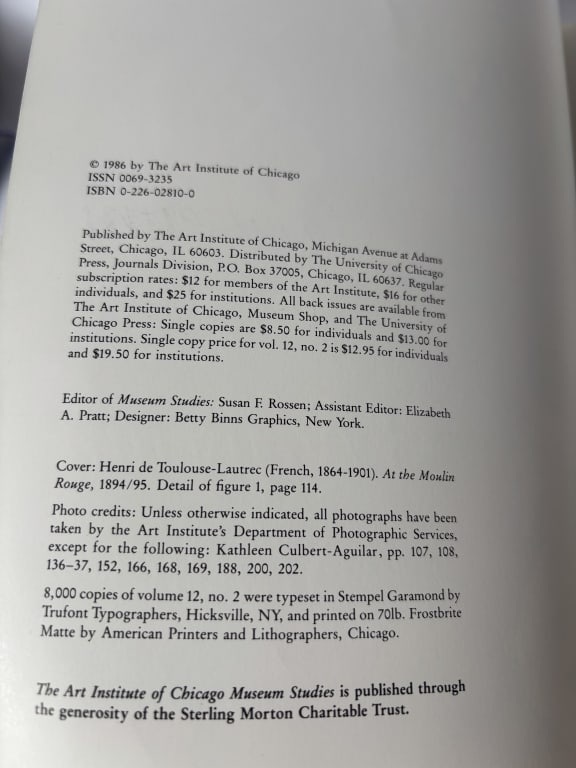 © 1986 by The Art Institute of Chicago
ISSN 0069-3235
ISBN 0-226-02810-0
Published by The Art Institute of Chicago, Michigan Avenue at Adams
Street, Chicago, IL 60603. Distributed by The University of Chicago
Press, Journals Division, P.O. Box 37005, Chicago, IL 60637. Regular
subscription rates: $12 for members of the Art Institute, $16 for other
individuals, and $25 for institutions. All back issues are available from
The Art Institute of Chicago, Museum Shop, and The University of
Chicago Press: Single copies are $8.50 for individuals and $13.00 for
institutions. Single copy price for vol. 12, no. 2 is $12.95 for individuals
and $19.50 for institutions.
Editor of Museum Studies: Susan F. Rossen; Assistant Editor: Elizabeth
A. Pratt; Designer: Betty Binns Graphics, New York.
Cover: Henri de Toulouse-Lautrec (French, 1864-1901). At the Moulin
Rouge, 1894/95. Detail of figure 1, page 114.
Photo credits: Unless otherwise indicated, all photographs have been
taken by the Art Institute's Department of Photographic Services,
except for the following: Kathleen Culbert-Aguilar, pp. 107, 108,
136–37, 152, 166, 168, 169, 188, 200, 202.
8,000 copies of volume 12, no. 2 were typeset in Stempel Garamond by
Trufont Typographers, Hicksville, NY, and printed on 70lb. Frostbrite
Matte by American Printers and Lithographers, Chicago.
The Art Institute of Chicago Museum Studies is published through
the generosity of the Sterling Morton Charitable Trust.